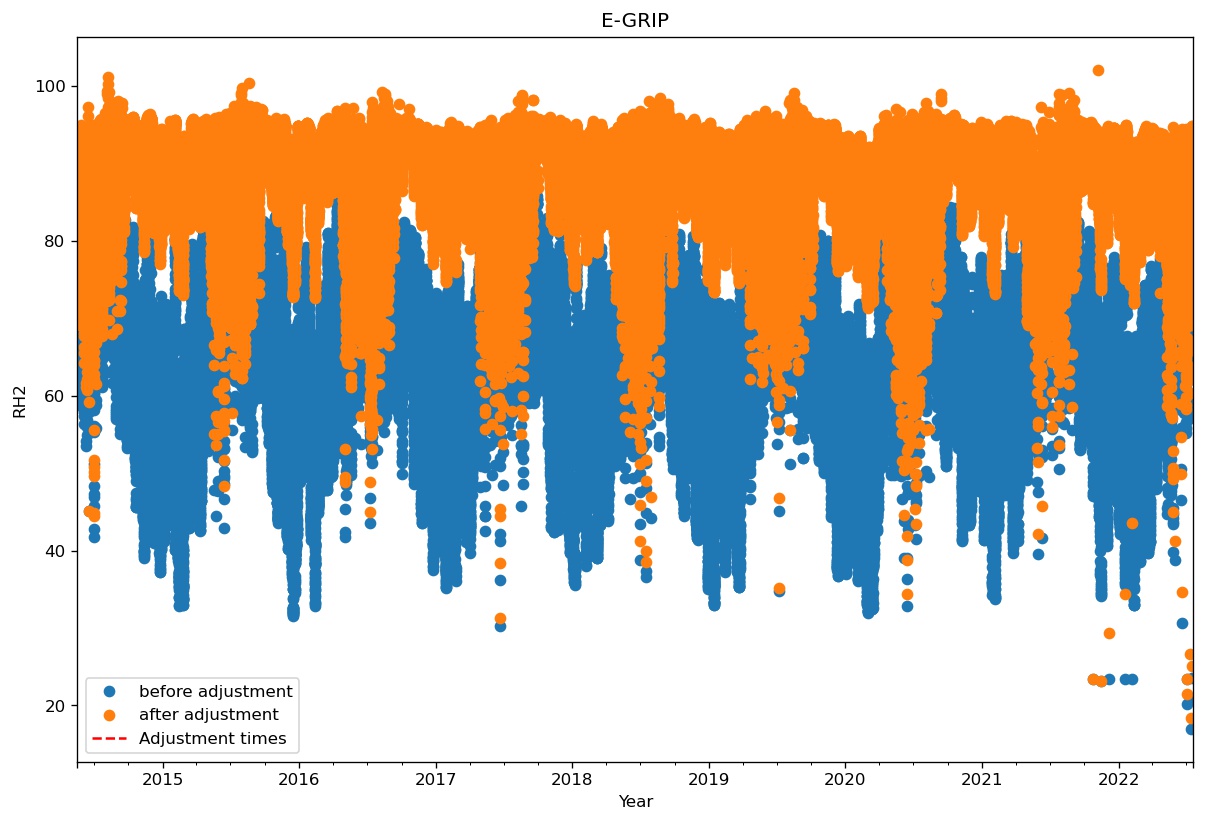 E-GRIP
RH2
100
80
60
40
20
before adjustment
after adjustment
Adjustment times
2015 2016 2017 2018 2019 2020 2021 2022
Year